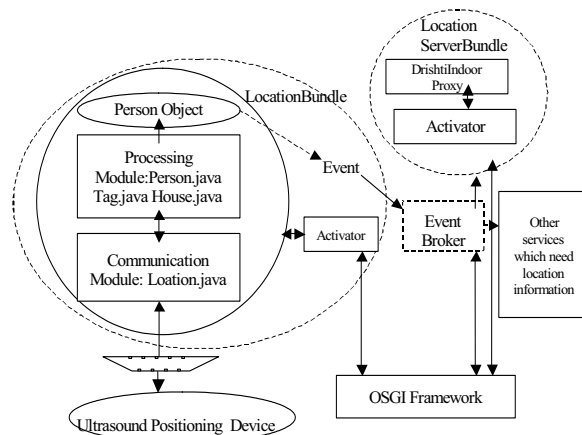 Location
ServerBundle
DrishtiIndoor
Proxy
Activator
LocationBundle
Person Object
Processing
Module:Person.java
Tag.java House.java
Event
Communication
Module: Loation.java
Activator
Event
Broker
Other
services
which need
location
information
OSGI Framework
Ultrasound Positioning Device